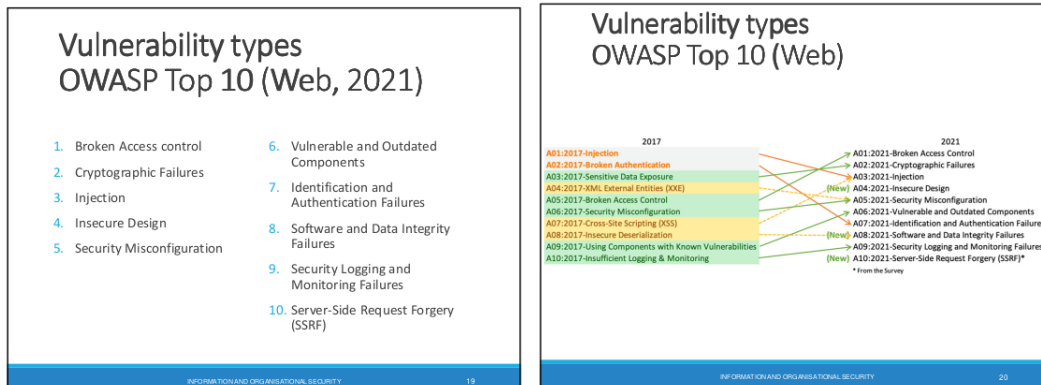 Vulnerability types
OWASP Top 10 (Web, 2021)
1. Broken Access control
2. Cryptographic Failures
3. Injection
4. Insecure Design
5. Security Misconfiguration
6. Vulnerable and Outdated
Components
7. Identification and
Authentication Failures
8. Software and Data Integrity
Failures
9. Security Logging and
Monitoring Failures
10. Server-Side Request Forgery
(SSRF)
INFORMATION AND ORGANISATIONAL SECURITY
19
Vulnerability types
OWASP Top 10 (Web)
2017
A01:2017-Injection
A02:2017-Broken Authentication
A03:2017-Sensitive Data Exposure
A04:2017-XML External Entities (XXE)
A05:2017-Broken Access Control
A06:2017-Security Misconfiguration
A07:2017-Cross-Site Scripting (XSS)
A08:2017-Insecure Deserialization
A09:2017-Using Components with Known Vulnerabilities
A10:2017-Insufficient Logging & Monitoring
2021
A01:2021-Broken Access Control
A02:2021-Cryptographic Failures
A03:2021-Injection
(New) A04:2021-Insecure Design
A05:2021-Security Misconfiguration
A06:2021-Vulnerable and Outdated Components
A07:2021-Identification and Authentication Failure
(New) A08:2021-Software and Data Integrity Failures
A09:2021-Security Logging and Monitoring Failures
(New) A10:2021-Server-Side Request Forgery (SSRF)*
* From the Survey
INFORMATION AND ORGANISATIONAL SECURITY
20